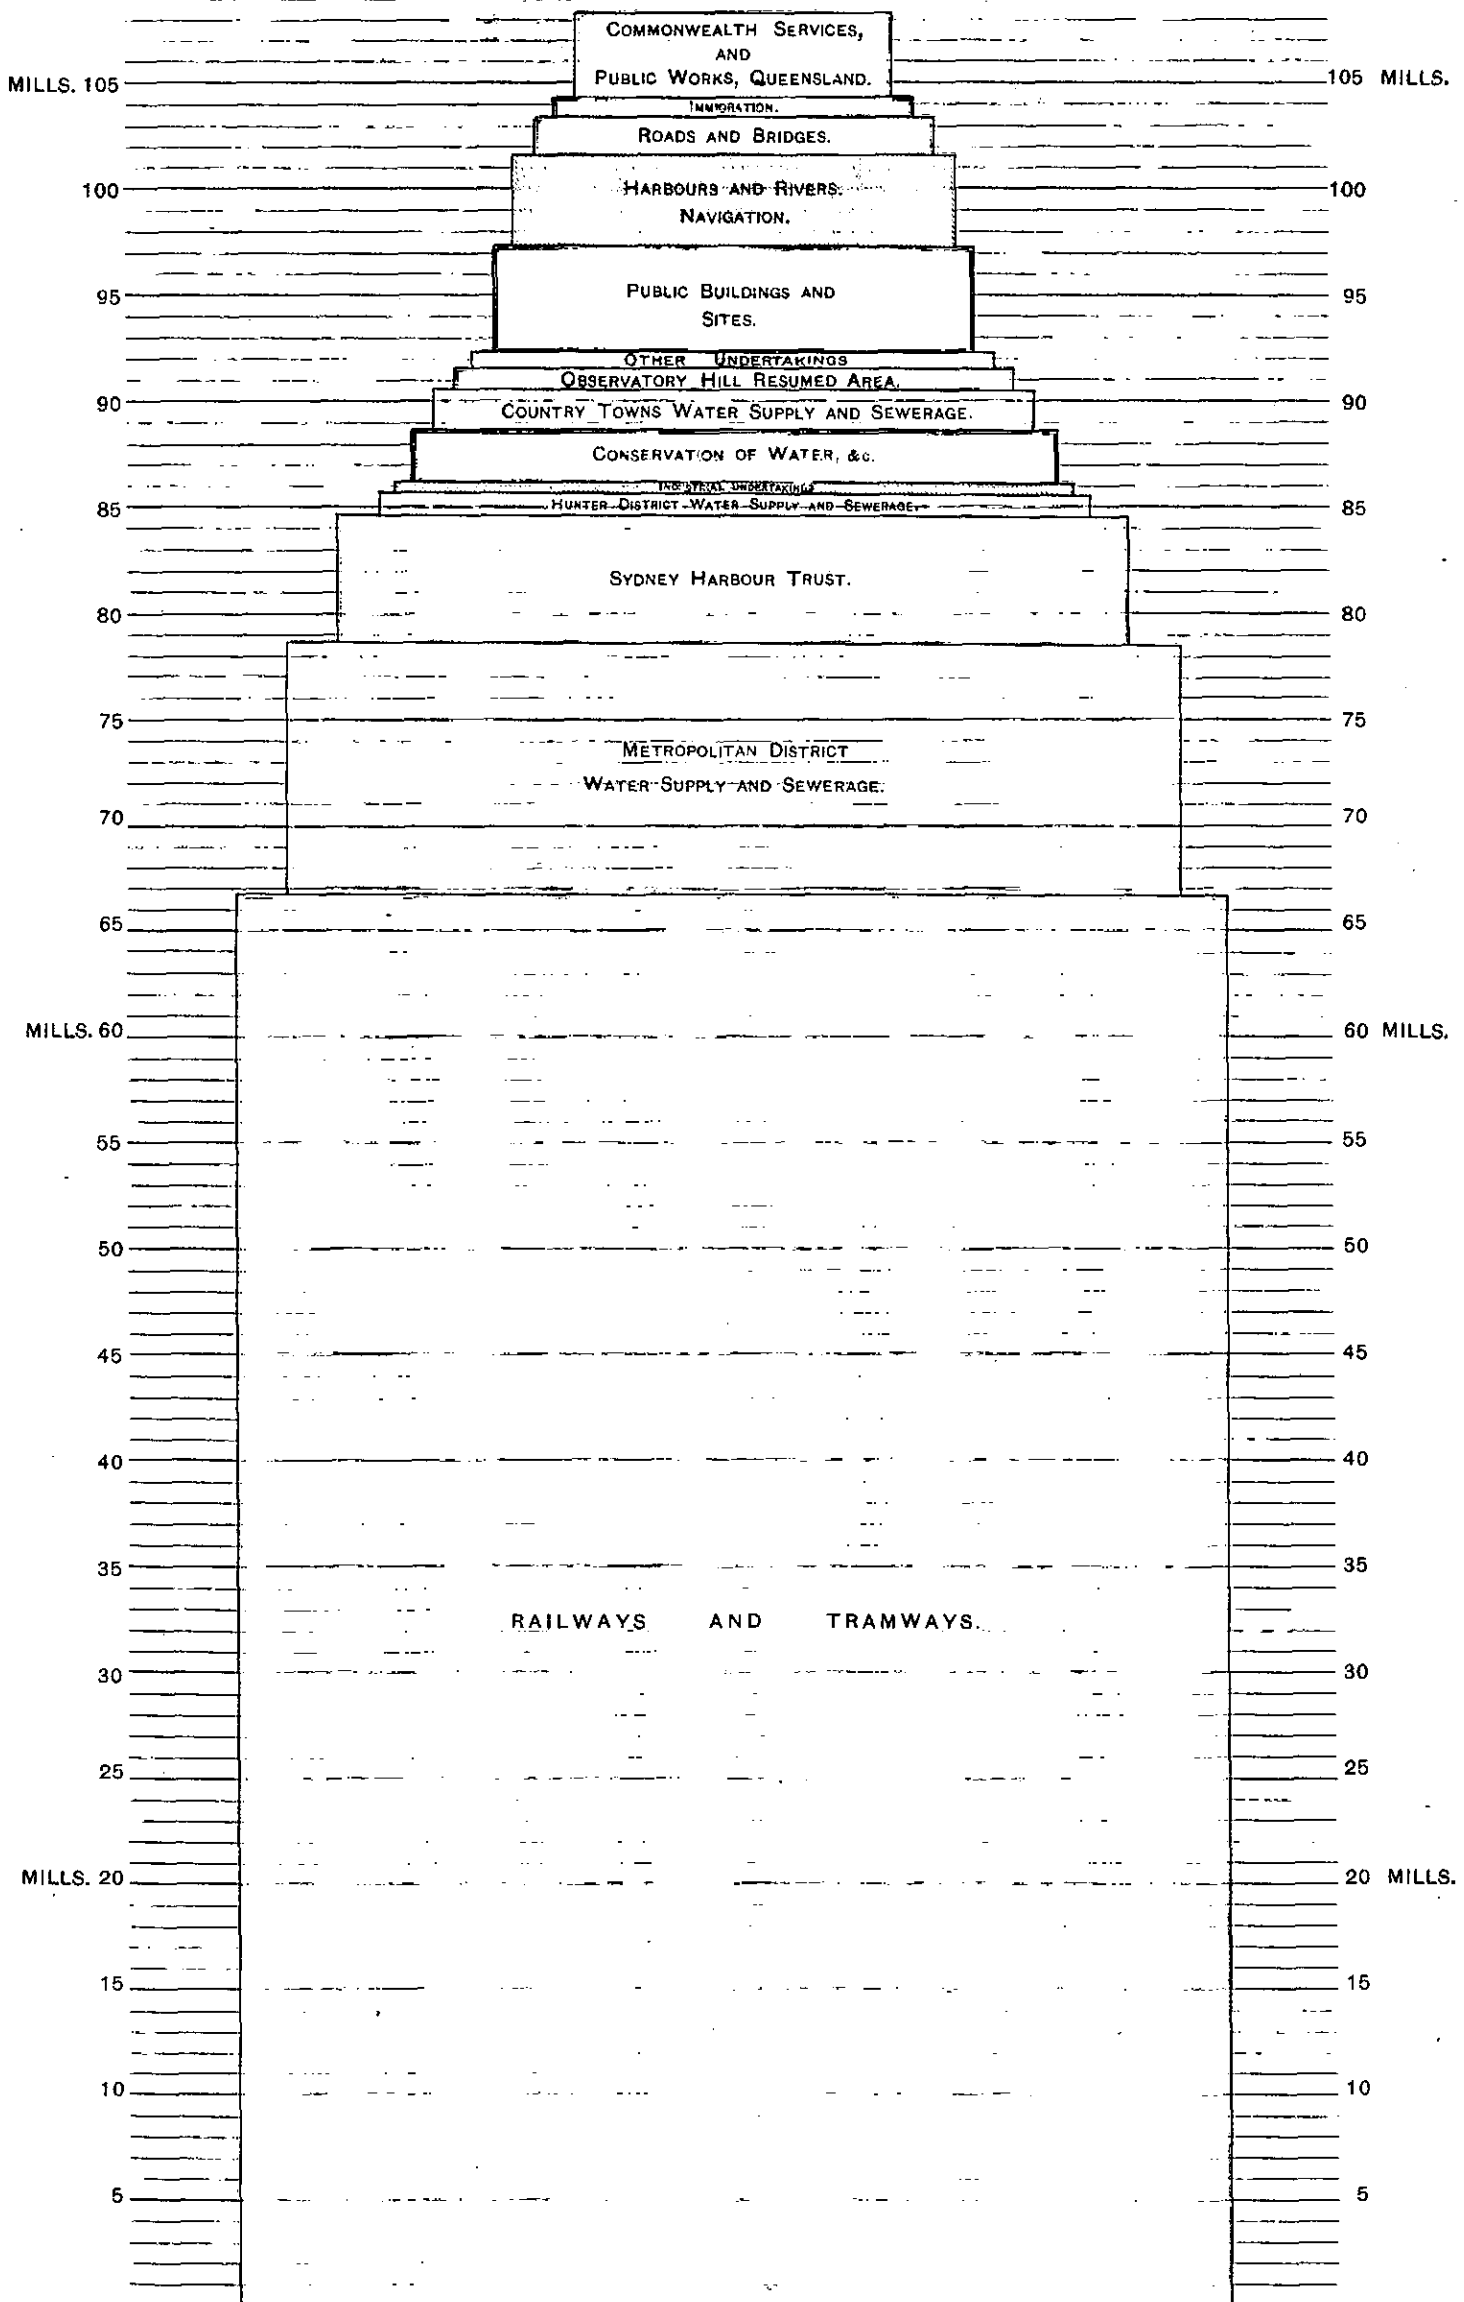 COMMONWEALTH SERVICES,
AND
PUBLIC WORKS, QUEENSLAND.
MILLS. 105 105 MILLS.
IMMIGRATION.
ROADS AND BRIDGES.
HARBOURS AND RIVERS.
100 100
NAVIGATION.
PUBLIC BUILDINGS AND
95 95
SITES.
OTHER UNDERTAKINGS
OBSERVATORY HILL RESUMED AREA.
90 90
COUNTRY TOWNS WATER SUPPLY AND SEWERAGE.
CONSERVATION OF WATER, &c.
INDUSTRIAL UNDERTAKINGS
HUNTER DISTRICT WATER SUPPLY AND SEWERAGE.
85 85
SYDNEY HARBOUR TRUST.
80 80
75 75
METROPOLITAN DISTRICT
WATER SUPPLY AND SEWERAGE.
70 70
65 65
MILLS. 60 60 MILLS.
55 55
50 50
45 45
40 40
35 35
RAILWAYS AND TRAMWAYS.
30 30
25 25
MILLS. 20 20 MILLS.
15 15
10 10
5 5